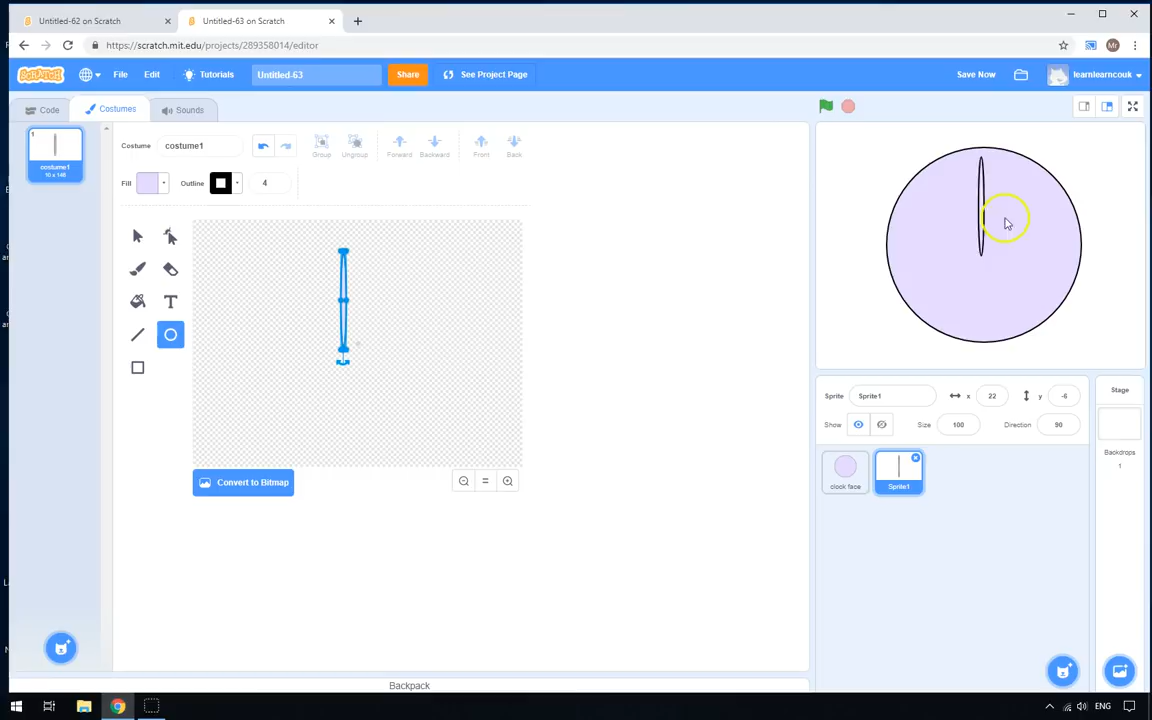 Untitled-62 on Scratch
Untitled-63 on Scratch
https://scratch.mit.edu/projects/289358014/editor
SCRATCH
File
Edit
Tutorials
Untitled-63
Share
See Project Page
Save Now
learnlearncouk
Code
Costumes
Sounds
1
costume1
10 x 148
Costume
costume1
Group
Ungroup
Forward
Backward
Front
Back
Fill
Outline
4
T
Convert to Bitmap
Sprite
Sprite1
x
22
y
-6
Show
Size
100
Direction
90
clock face
Sprite1
Stage
Backdrops
1
Backpack
Mr
ENG